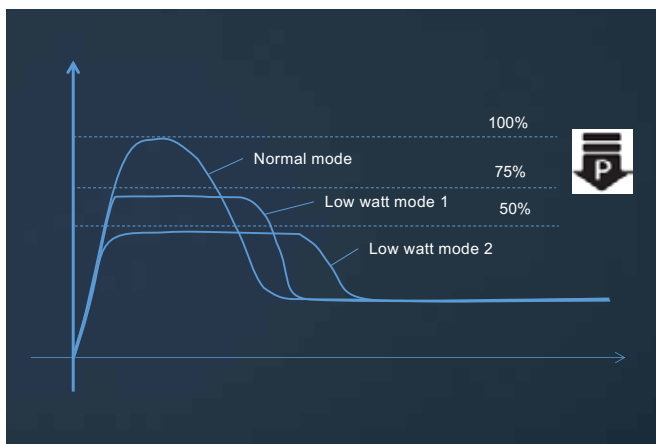 100%
Normal mode
75%
P
Low watt mode 1
50%
Low watt mode 2